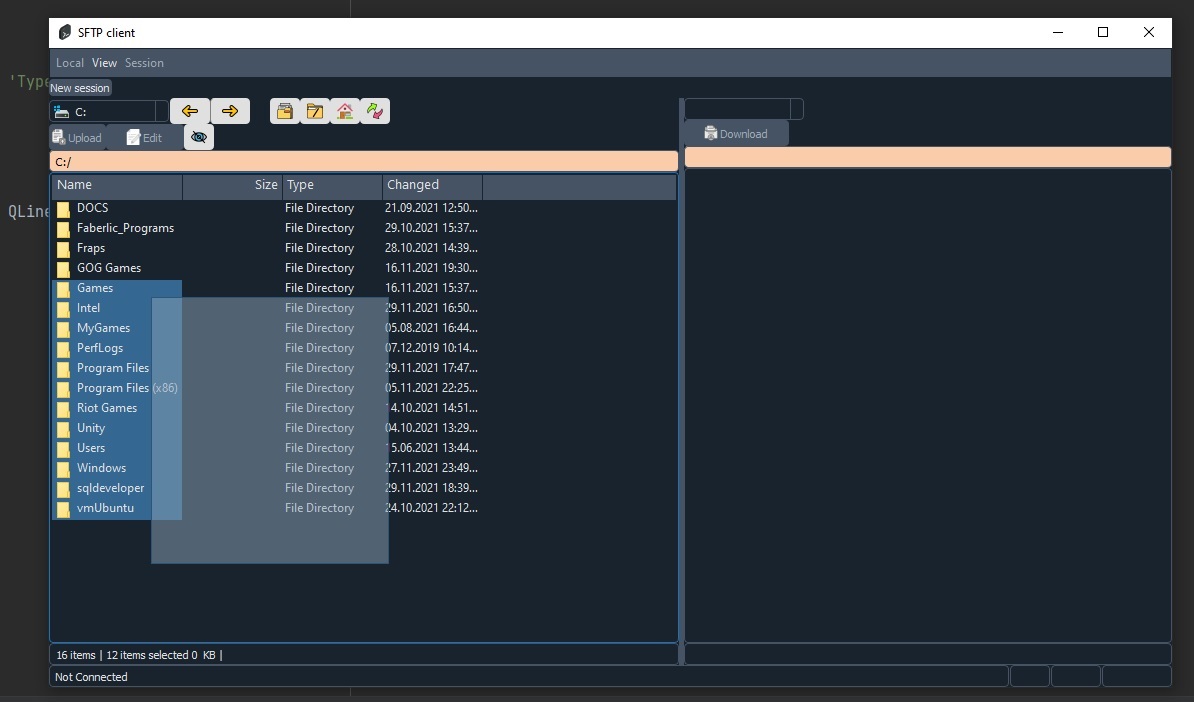 SFTP client
Local View Session
'Type
New session
C:
Upload Edit
Download
C:/
QLine
Name Size Type Changed
DOCS File Directory 21.09.2021 12:50...
Faberlic_Programs File Directory 29.10.2021 15:37...
Fraps File Directory 28.10.2021 14:39...
GOG Games File Directory 16.11.2021 19:30...
Games File Directory 16.11.2021 15:37...
Intel File Directory 29.11.2021 16:50...
MyGames File Directory 05.08.2021 16:44...
PerfLogs File Directory 07.12.2019 10:14...
Program Files File Directory 29.11.2021 17:47...
Program Files (x86) File Directory 05.11.2021 22:25...
Riot Games File Directory 14.10.2021 14:51...
Unity File Directory 04.10.2021 13:29...
Users File Directory 15.06.2021 13:44...
Windows File Directory 27.11.2021 23:49...
sqldeveloper File Directory 29.11.2021 18:39...
vmUbuntu File Directory 24.10.2021 22:12...
16 items | 12 items selected 0 KB |
Not Connected